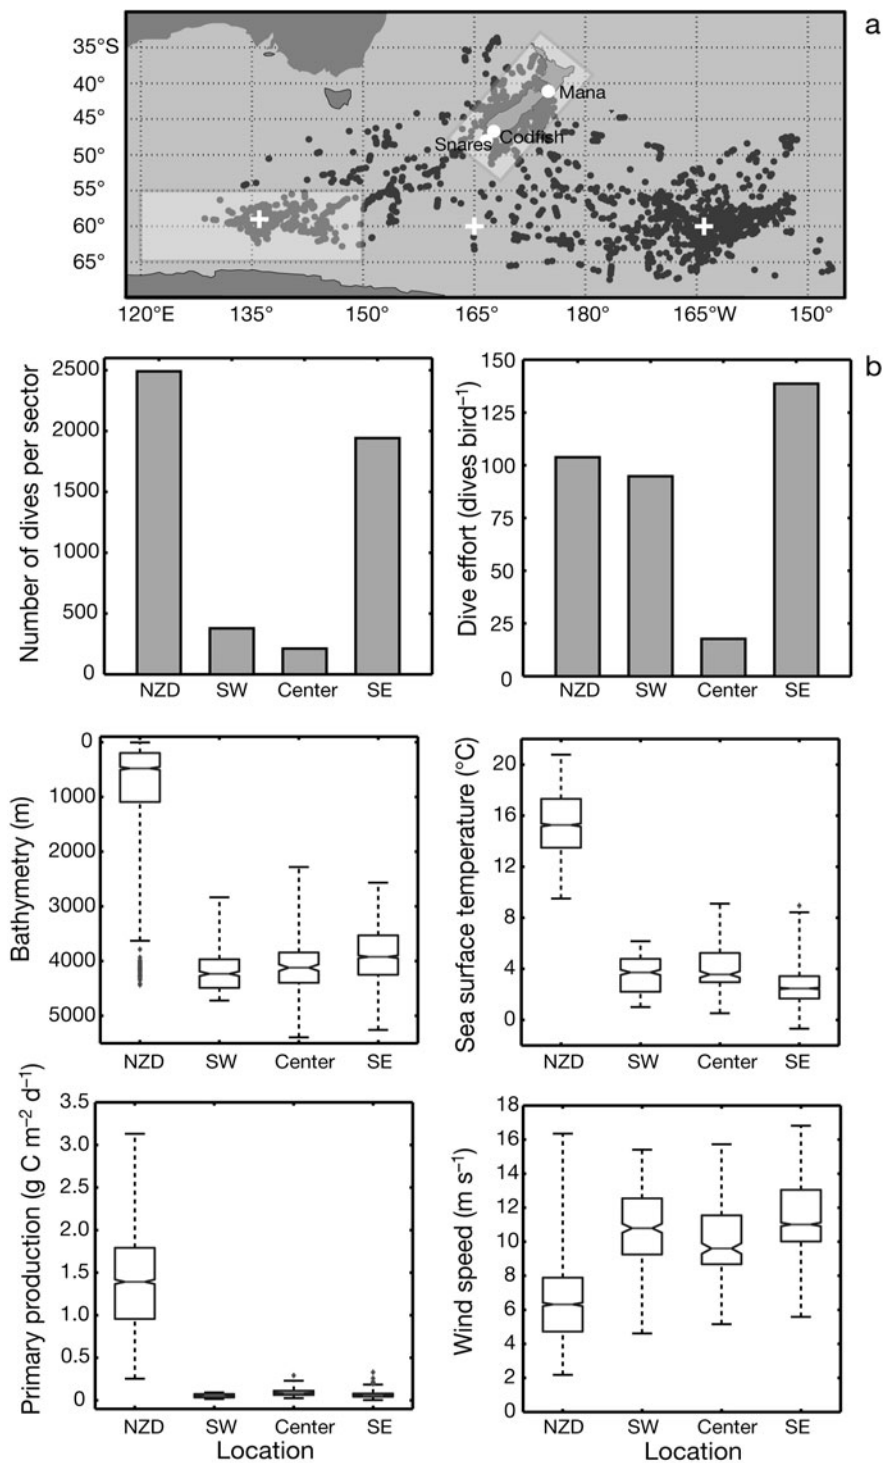 a
35°S
40°
45°
50°
55°
60°
65°
Mana
Snares
Codfish
120°E 135° 150° 165° 180° 165°W 150°
b
Number of dives per sector
2500
2000
1500
1000
500
0
NZD SW Center SE
Dive effort (dives bird⁻¹)
150
125
100
75
50
25
0
NZD SW Center SE
Bathymetry (m)
0
1000
2000
3000
4000
5000
NZD SW Center SE
Sea surface temperature (°C)
20
16
12
8
4
0
NZD SW Center SE
Primary production (g C m⁻² d⁻¹)
3.5
3.0
2.5
2.0
1.5
1.0
0.5
0
NZD SW Center SE
Location
Wind speed (m s⁻¹)
18
16
14
12
10
8
6
4
2
0
NZD SW Center SE
Location